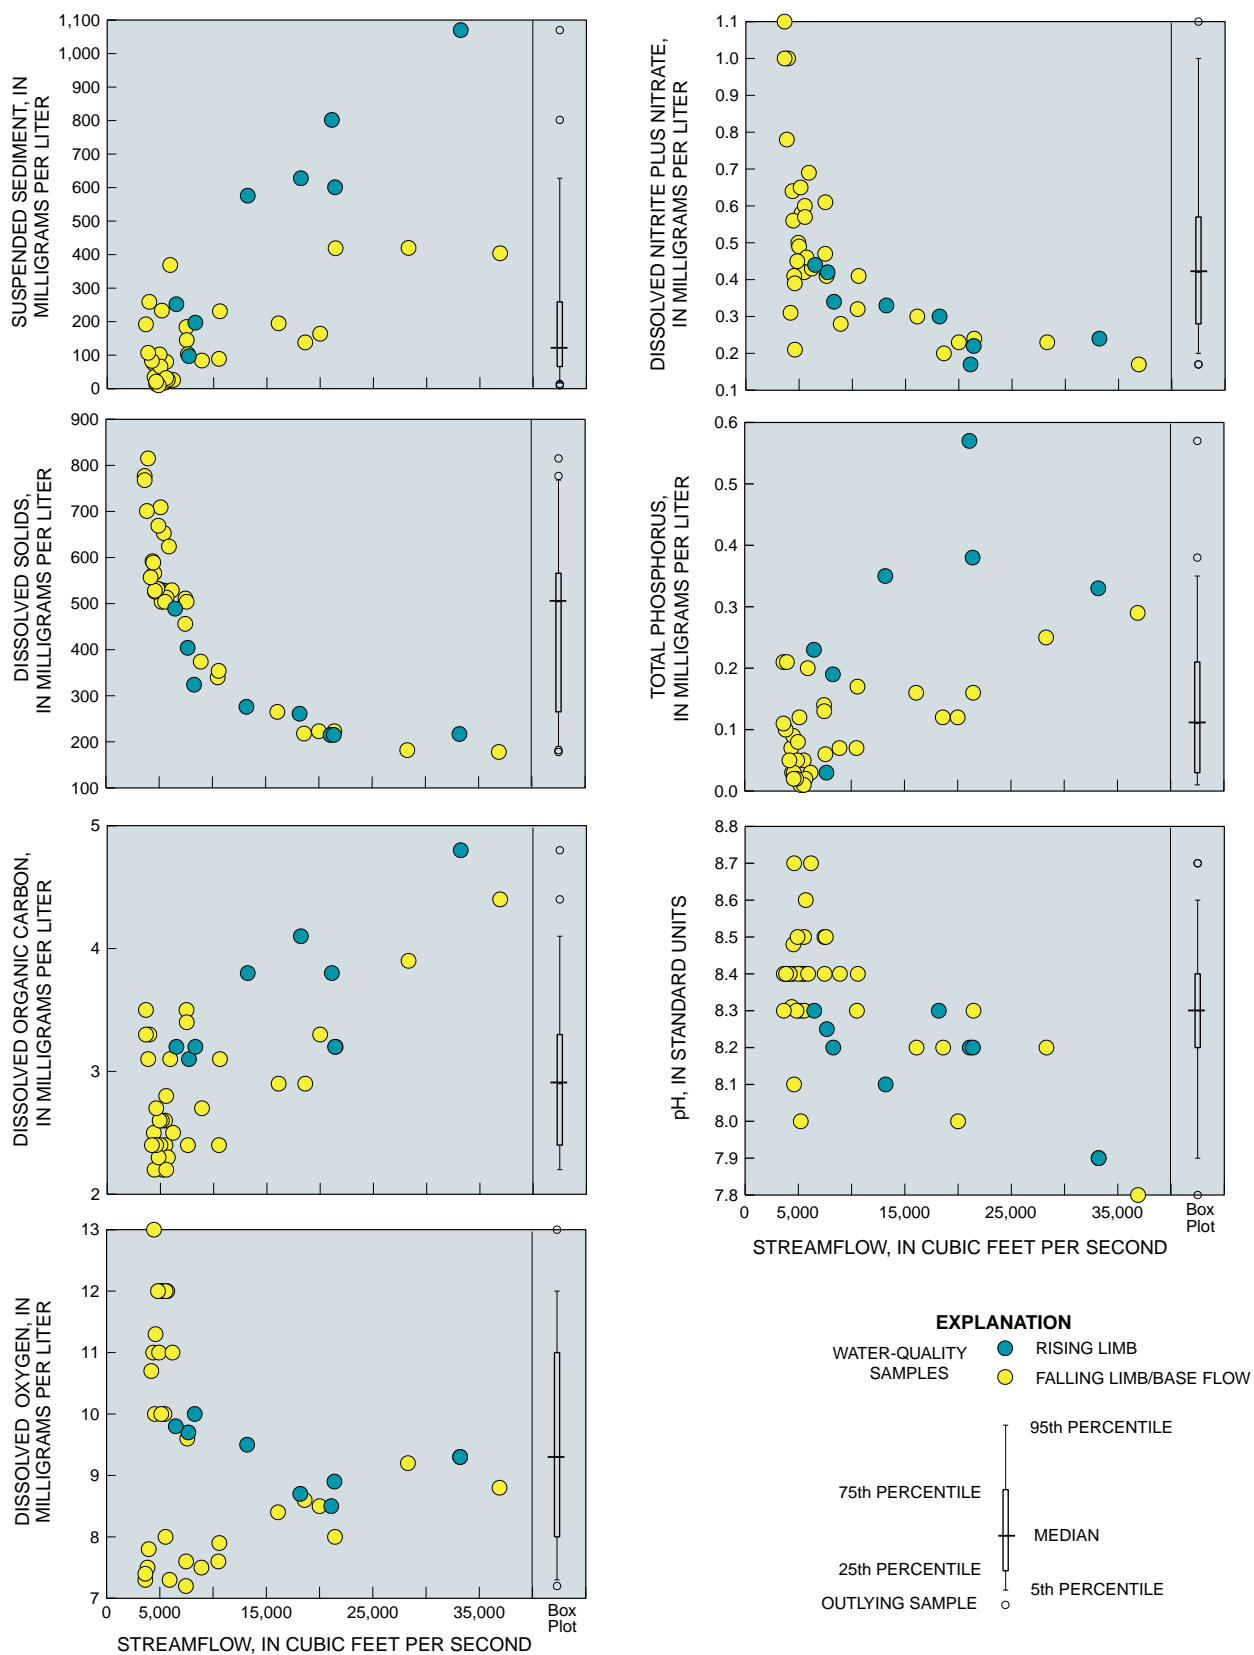 SUSPENDED SEDIMENT, IN
MILLIGRAMS PER LITER
1,100
1,000
900
800
700
600
500
400
300
200
100
0
DISSOLVED NITRITE PLUS NITRATE,
IN MILLIGRAMS PER LITER
1.1
1.0
0.9
0.8
0.7
0.6
0.5
0.4
0.3
0.2
0.1
DISSOLVED SOLIDS,
IN MILLIGRAMS PER LITER
900
800
700
600
500
400
300
200
100
TOTAL PHOSPHORUS,
IN MILLIGRAMS PER LITER
0.6
0.5
0.4
0.3
0.2
0.1
0.0
DISSOLVED ORGANIC CARBON,
IN MILLIGRAMS PER LITER
5
4
3
2
pH, IN STANDARD UNITS
8.8
8.7
8.6
8.5
8.4
8.3
8.2
8.1
8.0
7.9
7.8
0 5,000 15,000 25,000 35,000 Box
Plot
STREAMFLOW, IN CUBIC FEET PER SECOND
DISSOLVED OXYGEN, IN
MILLIGRAMS PER LITER
13
12
11
10
9
8
7
0 5,000 15,000 25,000 35,000 Box
Plot
STREAMFLOW, IN CUBIC FEET PER SECOND
EXPLANATION
WATER-QUALITY
SAMPLES
RISING LIMB
FALLING LIMB/BASE FLOW
95th PERCENTILE
75th PERCENTILE
MEDIAN
25th PERCENTILE
5th PERCENTILE
OUTLYING SAMPLE